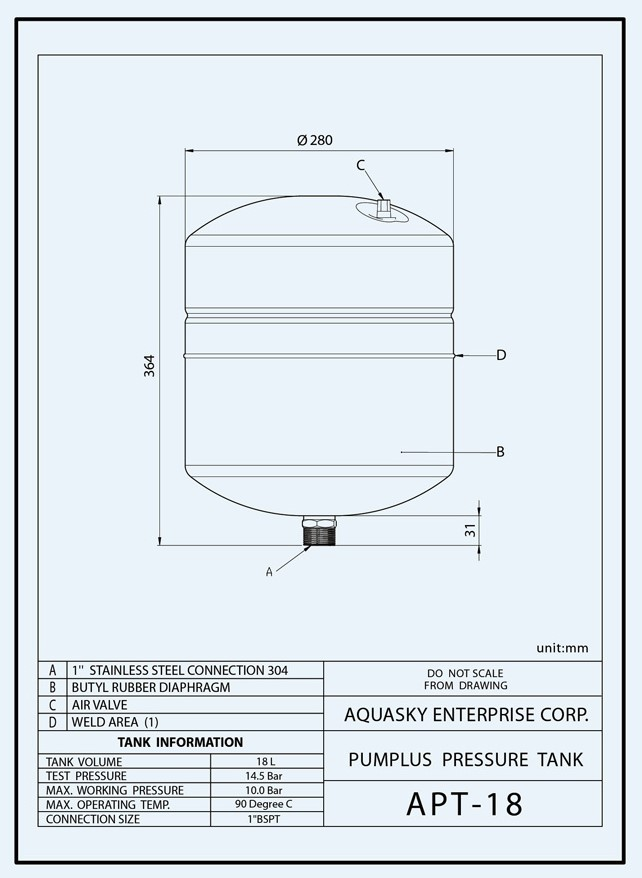 Ø 280
C
364
D
B
31
A
unit:mm
A 1" STAINLESS STEEL CONNECTION 304
B BUTYL RUBBER DIAPHRAGM
C AIR VALVE
D WELD AREA (1)
TANK INFORMATION
TANK VOLUME 18 L
TEST PRESSURE 14.5 Bar
MAX. WORKING PRESSURE 10.0 Bar
MAX. OPERATING TEMP. 90 Degree C
CONNECTION SIZE 1"BSPT
DO NOT SCALE
FROM DRAWING
AQUASKY ENTERPRISE CORP.
PUMPLUS PRESSURE TANK
APT-18